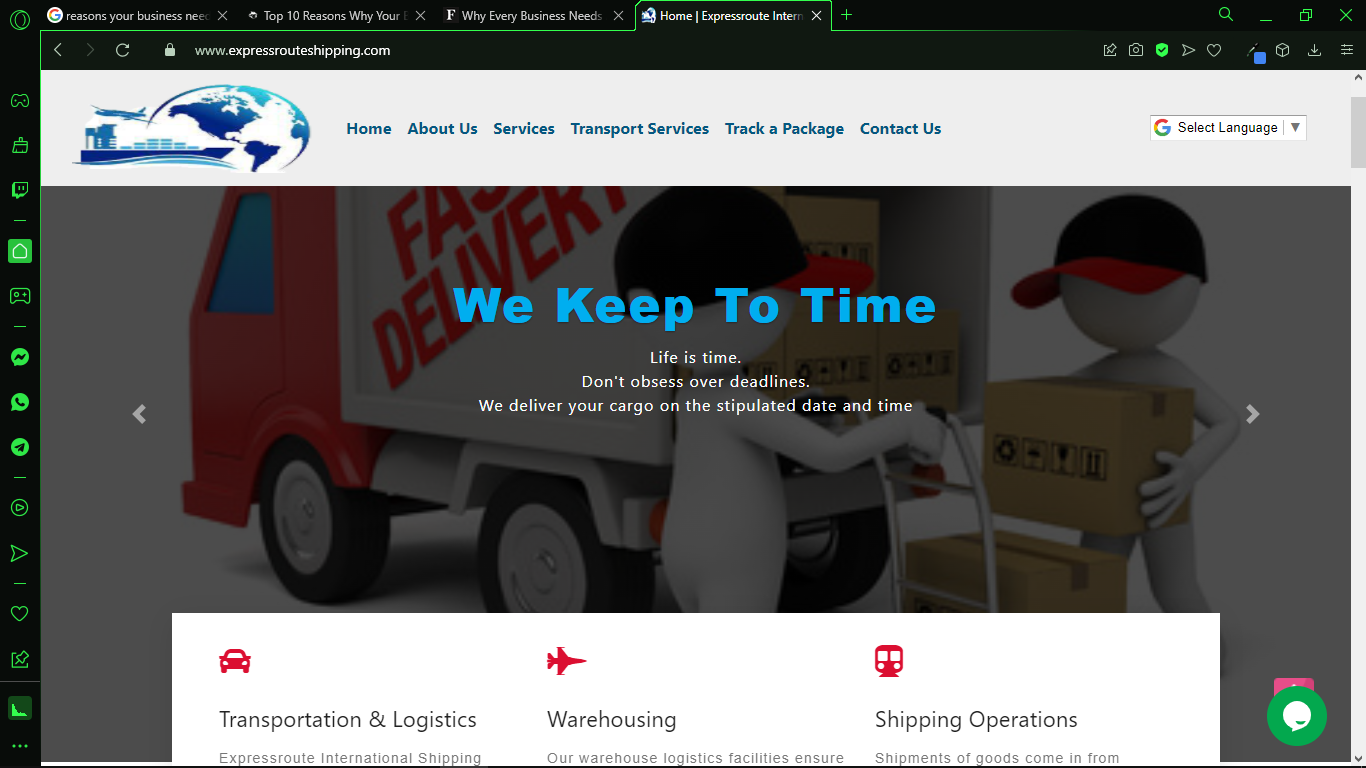 reasons your business need
Top 10 Reasons Why Your B
Why Every Business Needs
Home | Expressroute Intern
www.expressrouteshipping.com
Home About Us Services Transport Services Track a Package Contact Us
Select Language ▼
FAST
DELIVERY
We Keep To Time
Life is time.
Don't obsess over deadlines.
We deliver your cargo on the stipulated date and time
Transportation & Logistics
Warehousing
Shipping Operations
Expressroute International Shipping
Our warehouse logistics facilities ensure
Shipments of goods come in from